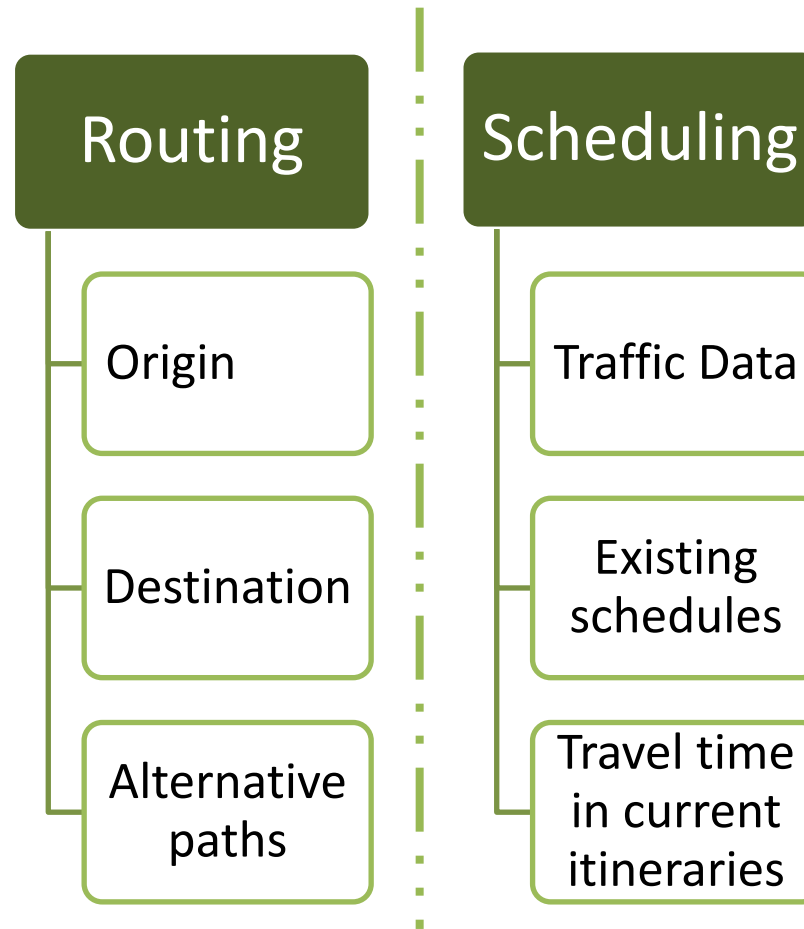 Routing
Origin
Destination
Alternative
paths
Scheduling
Traffic Data
Existing
schedules
Travel time
in current
itineraries